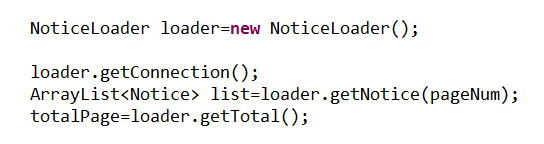 NoticeLoader loader=new NoticeLoader();
loader.getConnection();
ArrayList<Notice> list=loader.getNotice(pageNum);
totalPage=loader.getTotal();